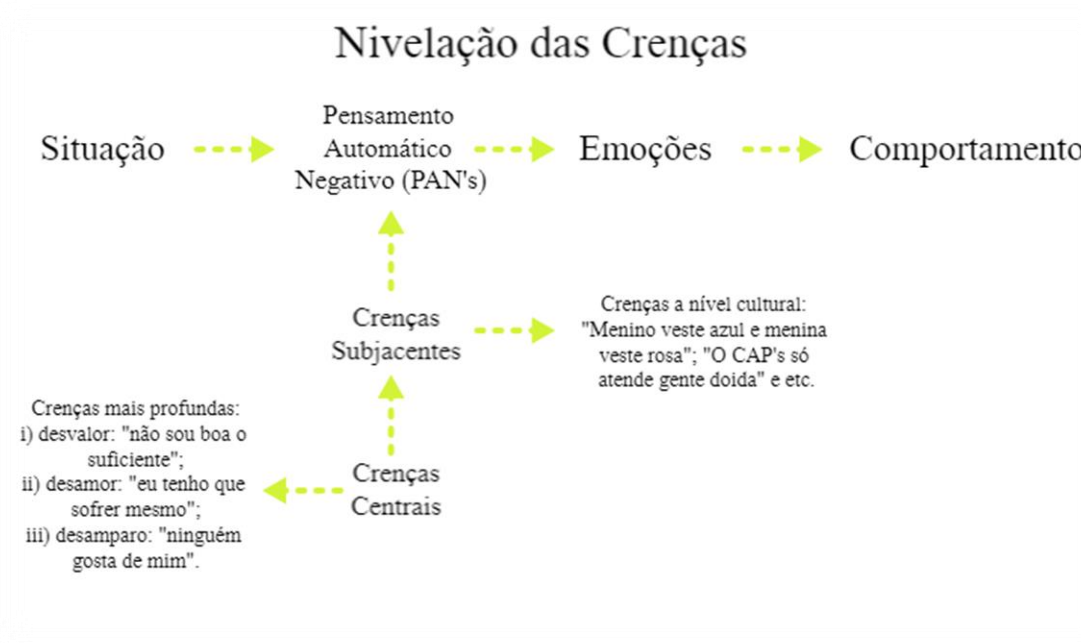 Nivelação das Crenças
Situação
Pensamento
Automático
Negativo (PAN's)
Emoções
Comportamento
Crenças
Subjacentes
Crenças a nível cultural:
"Menino veste azul e menina
veste rosa"; "O CAP's só
atende gente doida" e etc.
Crenças mais profundas:
i) desvalor: "não sou boa o
suficiente";
ii) desamor: "eu tenho que
sofrer mesmo";
iii) desamparo: "ninguém
gosta de mim".
Crenças
Centrais